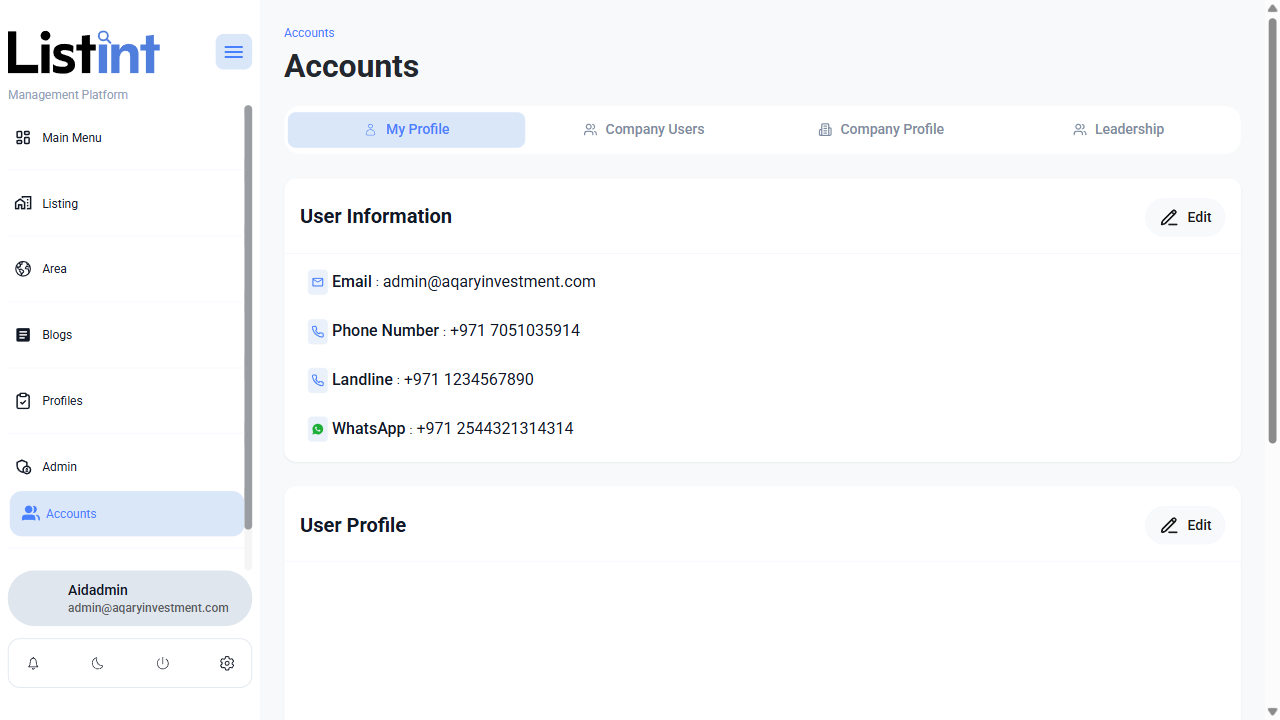 Listint
Management Platform
Main Menu
Listing
Area
Blogs
Profiles
Admin
Accounts
Aidadmin
admin@aqaryinvestment.com
Accounts
Accounts
My Profile
Company Users
Company Profile
Leadership
User Information
Edit
Email : admin@aqaryinvestment.com
Phone Number : +971 7051035914
Landline : +971 1234567890
WhatsApp : +971 2544321314314
User Profile
Edit